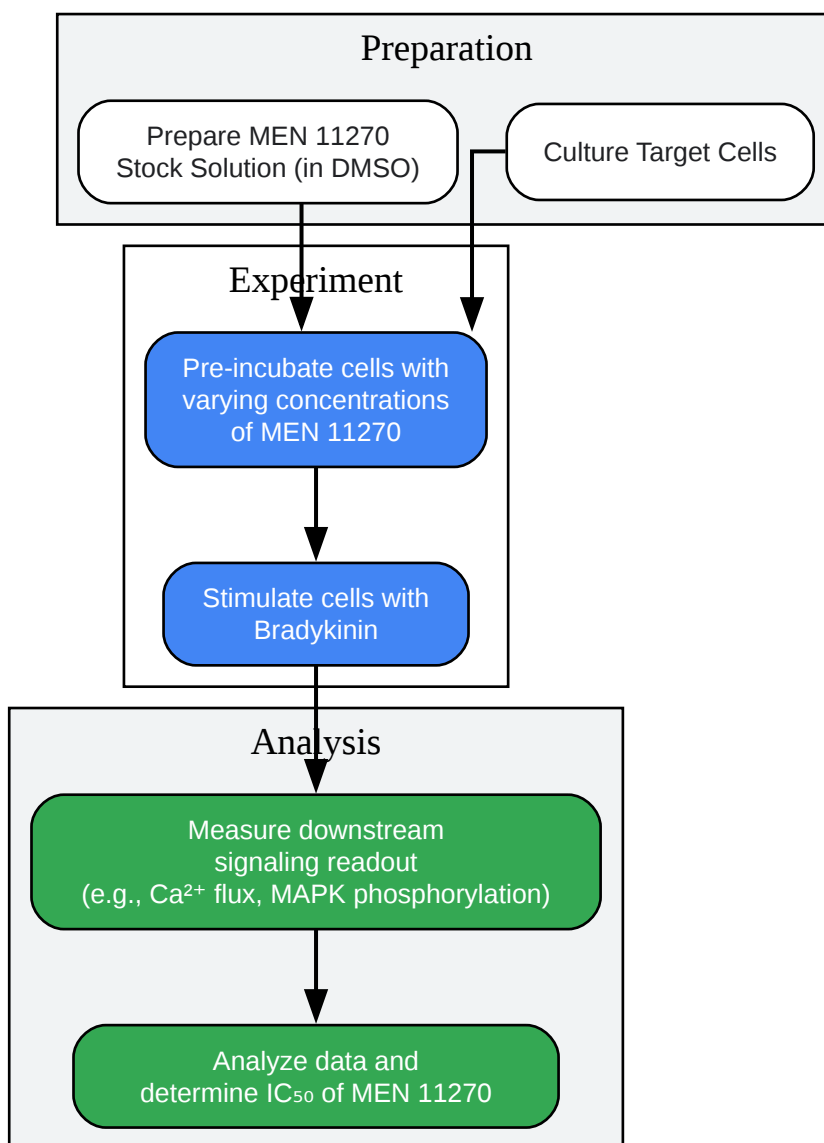 Preparation
Prepare MEN 11270
Stock Solution (in DMSO)
Culture Target Cells
Experiment
Pre-incubate cells with
varying concentrations
of MEN 11270
Stimulate cells with
Bradykinin
Analysis
Measure downstream
signaling readout
(e.g., Ca²⁺ flux, MAPK phosphorylation)
Analyze data and
determine IC₅₀ of MEN 11270